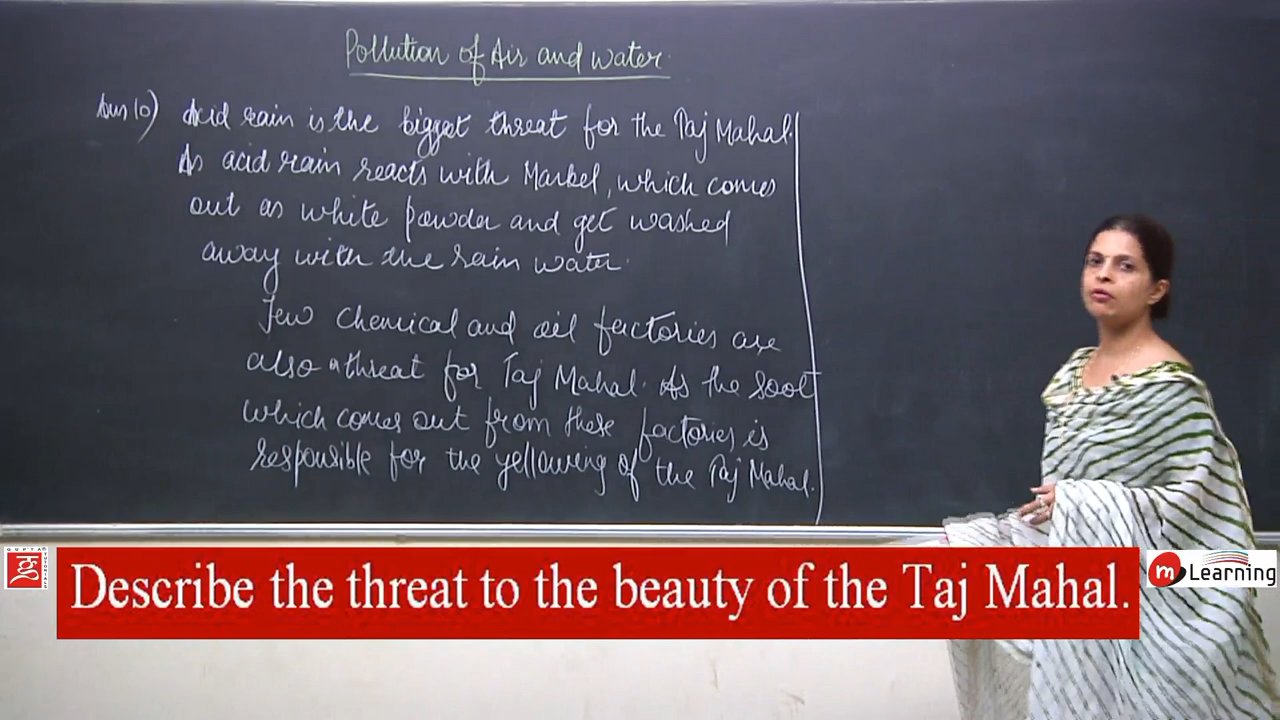 Pollution of Air and water.
Ans 10) Acid rain is the biggest threat for the Taj Mahal.
As acid rain reacts with Marbel, which comes
out as white powder and get washed
away with the rain water.
Few chemical and oil factories are
also a threat for Taj Mahal. As the soot
which comes out from these factories is
responsible for the yellowing of the Taj Mahal.
GUPTA TUTORIALS
Describe the threat to the beauty of the Taj Mahal.
m Learning